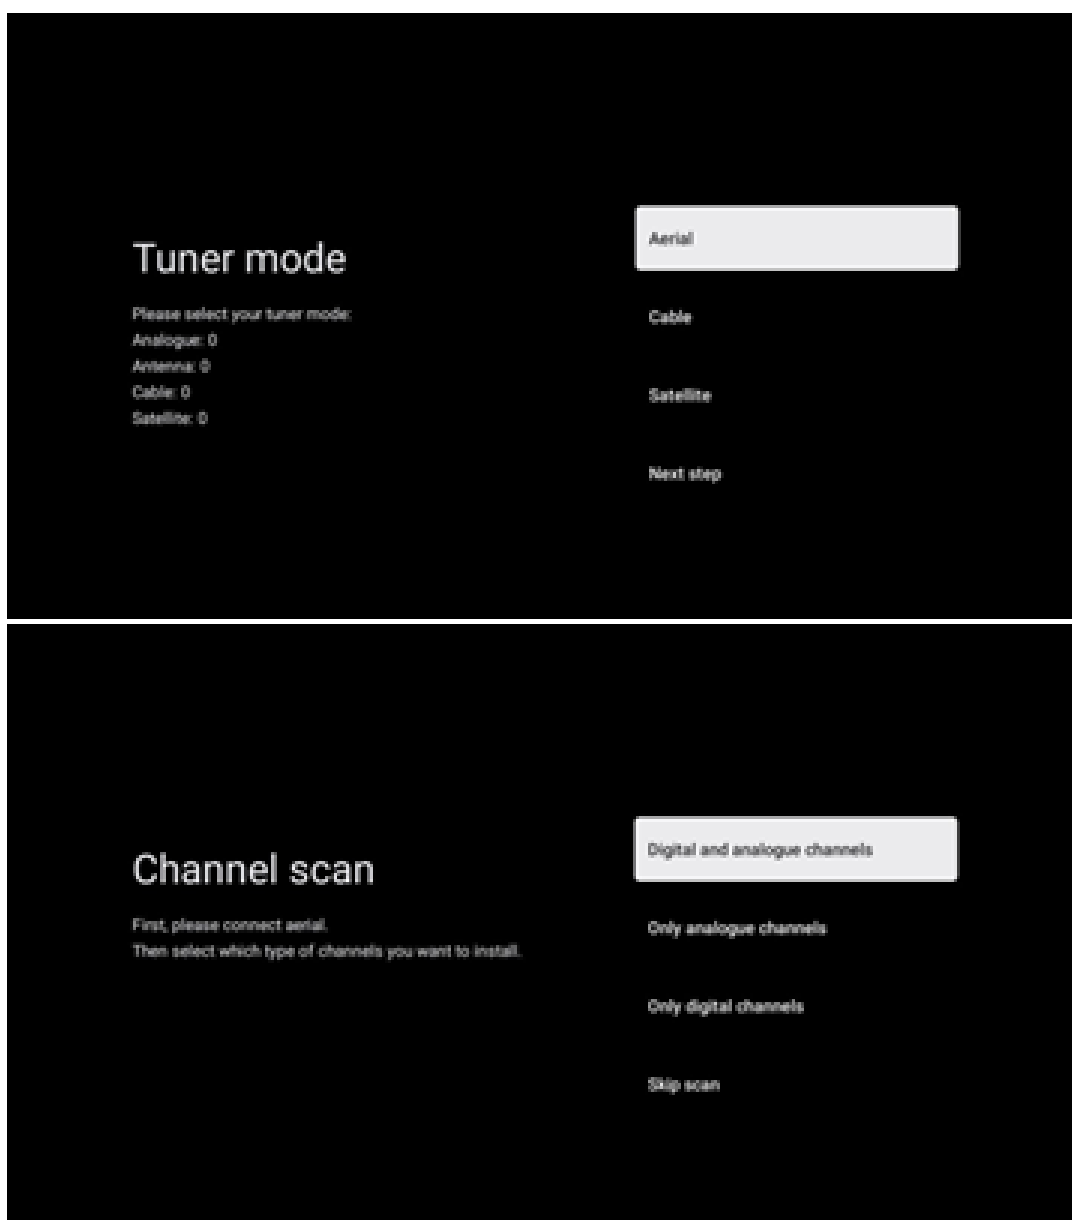 Tuner mode
Please select your tuner mode:
Analogue: 0
Antenna: 0
Cable: 0
Satellite: 0
Aerial
Cable
Satellite
Next step
Channel scan
First, please connect aerial.
Then select which type of channels you want to install.
Digital and analogue channels
Only analogue channels
Only digital channels
Skip scan